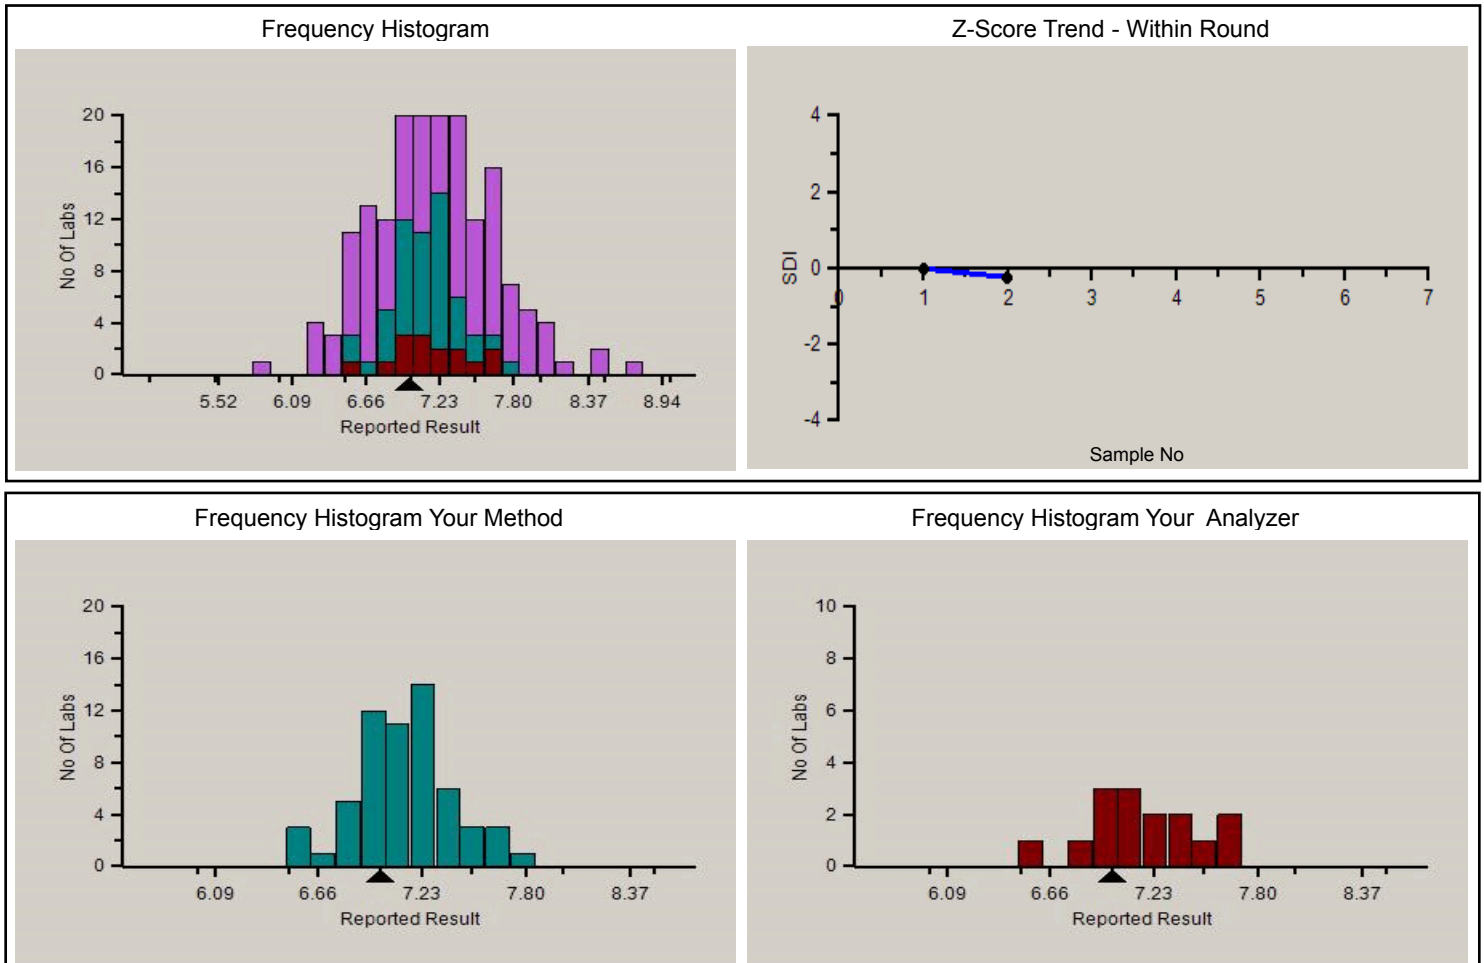 Frequency Histogram
20
16
12
8
4
0
No Of Labs
5.52 6.09 6.66 7.23 7.80 8.37 8.94
Reported Result
Z-Score Trend - Within Round
4
2
0
-2
-4
SDI
0 1 2 3 4 5 6 7
Sample No
Frequency Histogram Your Method
20
16
12
8
4
0
No Of Labs
6.09 6.66 7.23 7.80 8.37
Reported Result
Frequency Histogram Your Analyzer
10
8
6
4
2
0
No Of Labs
6.09 6.66 7.23 7.80 8.37
Reported Result